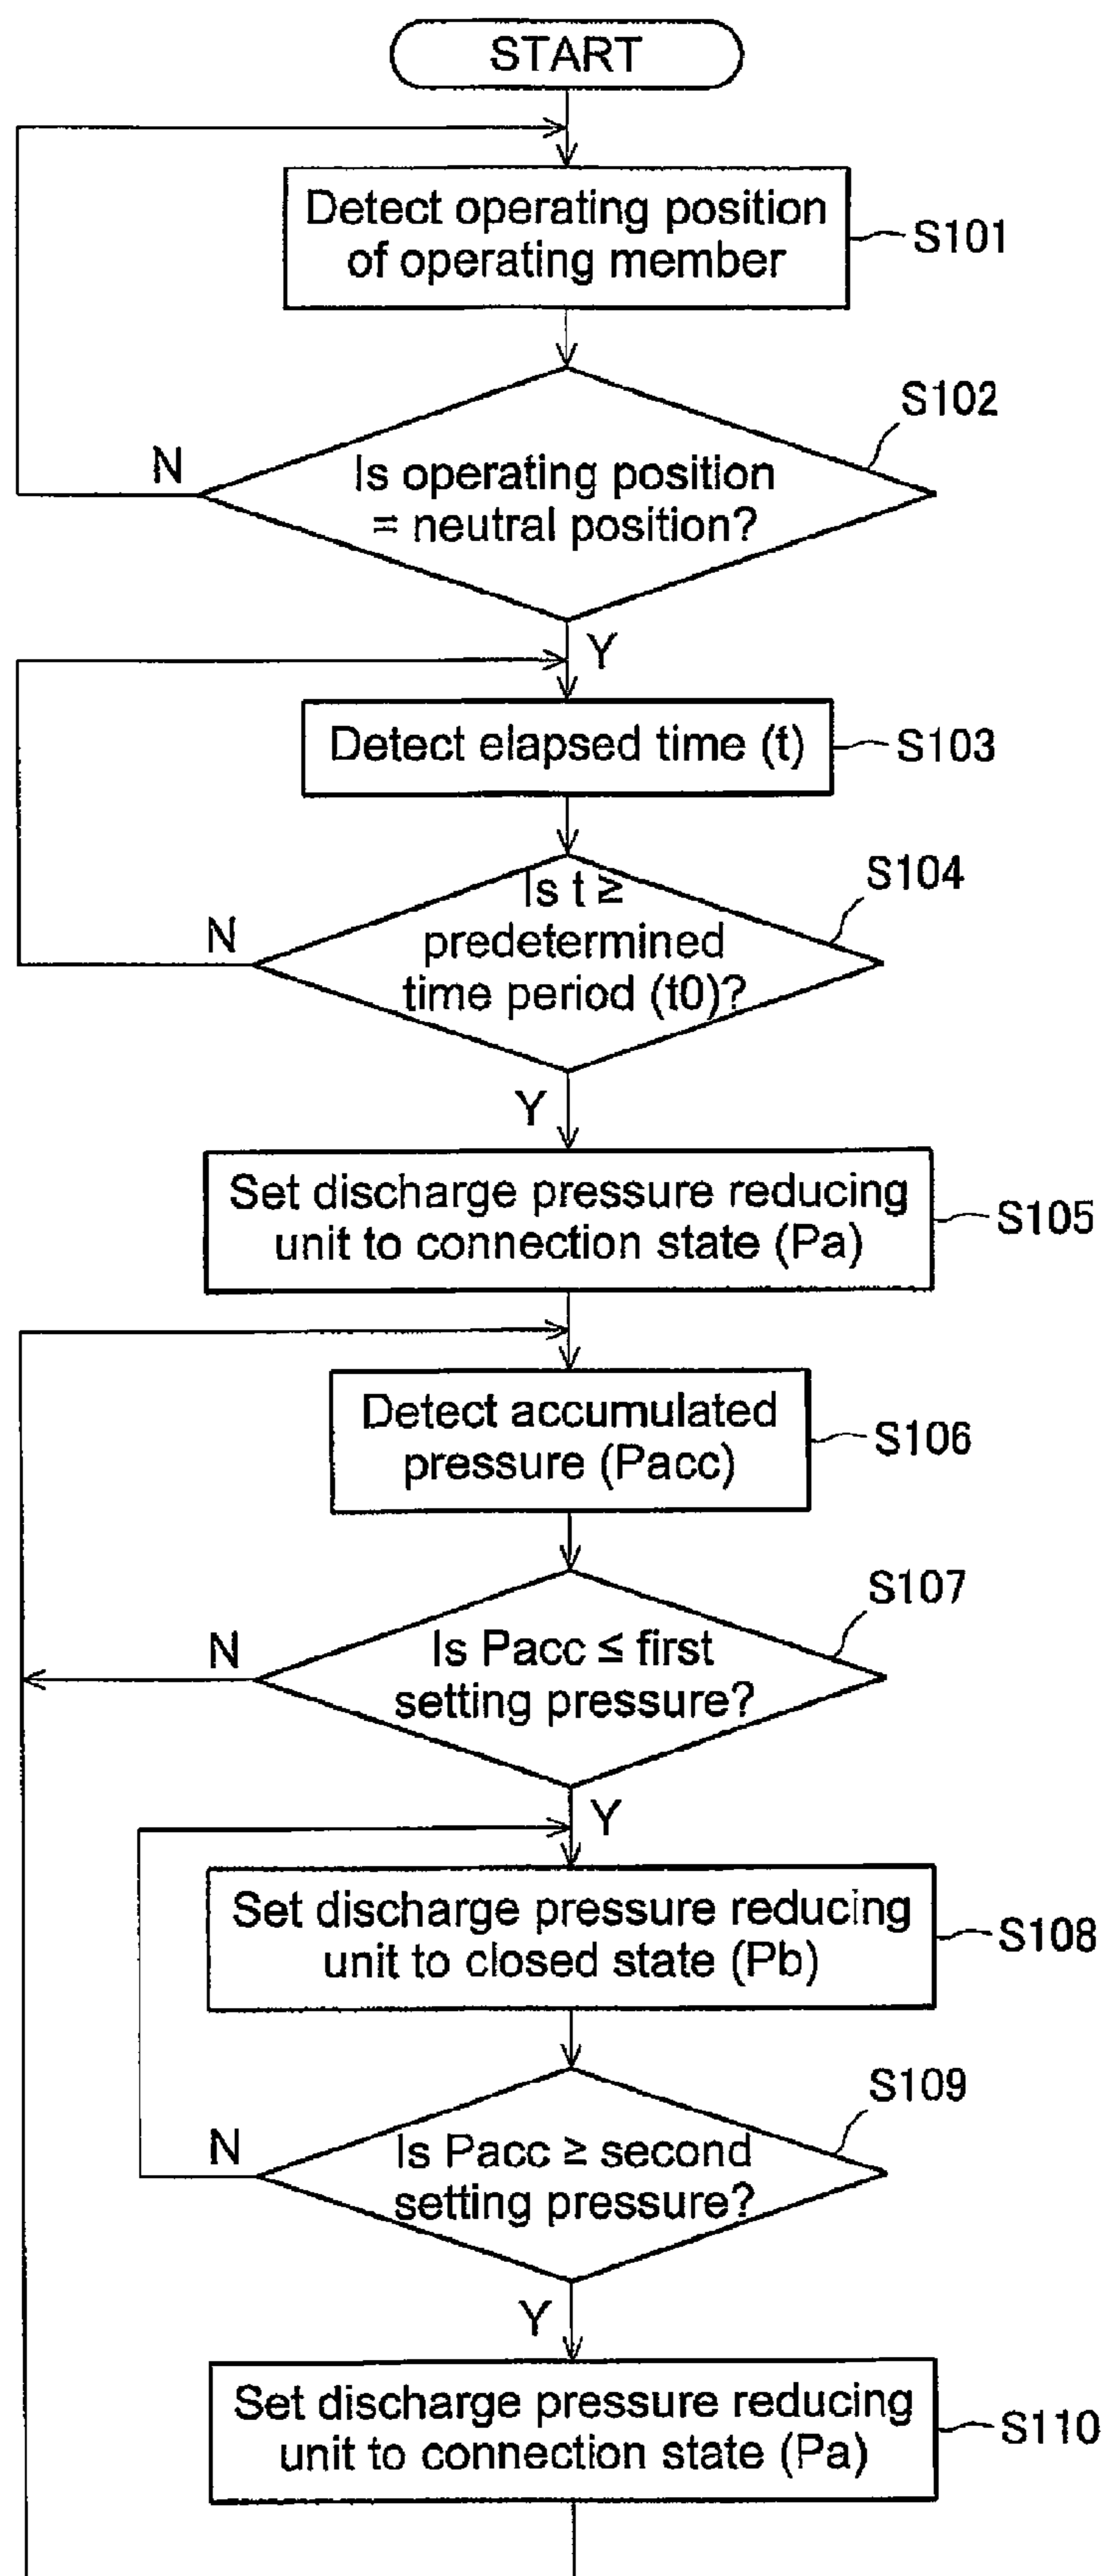 START
Detect operating position
of operating member
S101
S102
N
Is operating position
= neutral position?
Y
Detect elapsed time (t)
S103
S104
N
Is t ≥
predetermined
time period (t0)?
Y
Set discharge pressure reducing
unit to connection state (Pa)
S105
Detect accumulated
pressure (Pacc)
S106
S107
N
Is Pacc ≤ first
setting pressure?
Y
Set discharge pressure reducing
unit to closed state (Pb)
S108
S109
N
Is Pacc ≥ second
setting pressure?
Y
Set discharge pressure reducing
unit to connection state (Pa)
S110